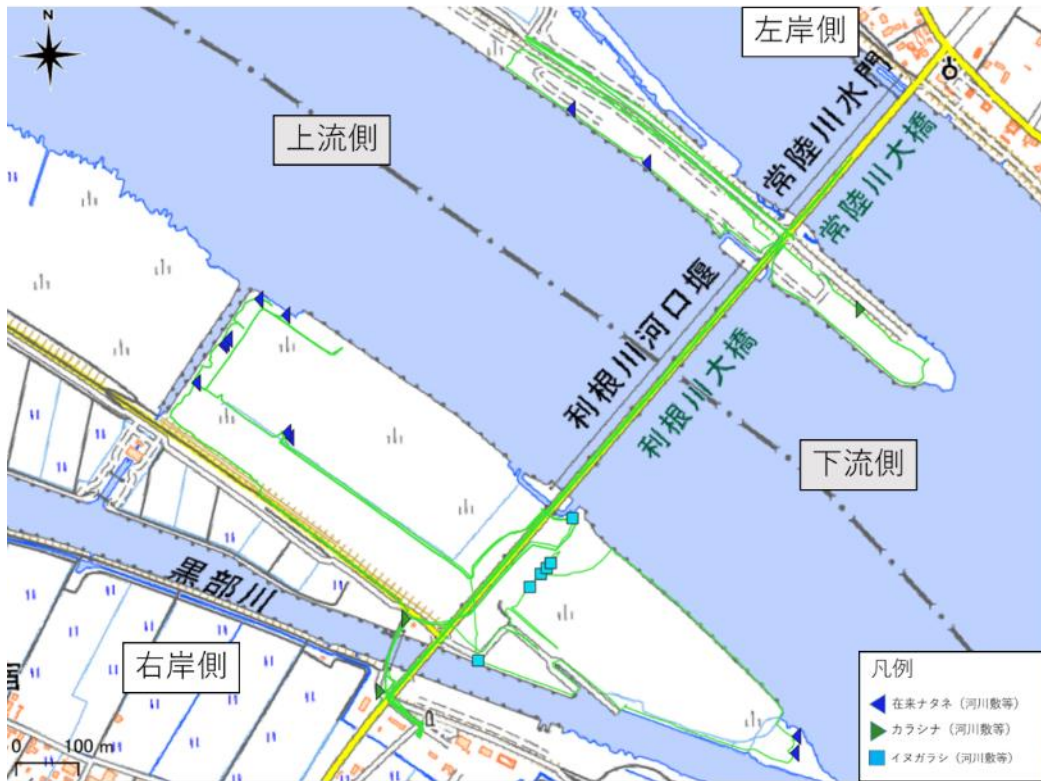 N
左岸側
上流側
常陸川水門
常陸川大橋
利根川河口堰
利根川大橋
下流側
黒部川
右岸側
0 100 m
凡例
在来ナタネ（河川敷等）
カラシナ（河川敷等）
イヌガラシ（河川敷等）